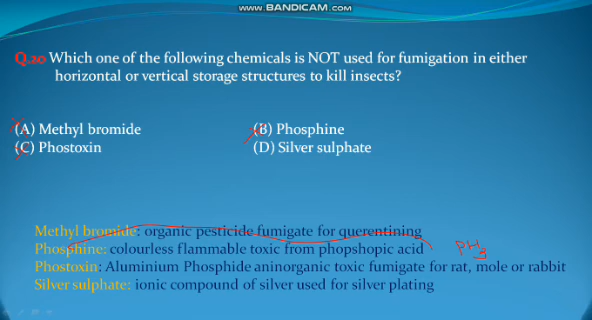 www.BANDICAM.com
Q.20 Which one of the following chemicals is NOT used for fumigation in either
horizontal or vertical storage structures to kill insects?
(A) Methyl bromide (B) Phosphine
(C) Phostoxin (D) Silver sulphate
Methyl bromide: organic pesticide fumigate for querentining
Phosphine: colourless flammable toxic from phopshopic acid PH3
Phostoxin: Aluminium Phosphide aninorganic toxic fumigate for rat, mole or rabbit
Silver sulphate: ionic compound of silver used for silver plating